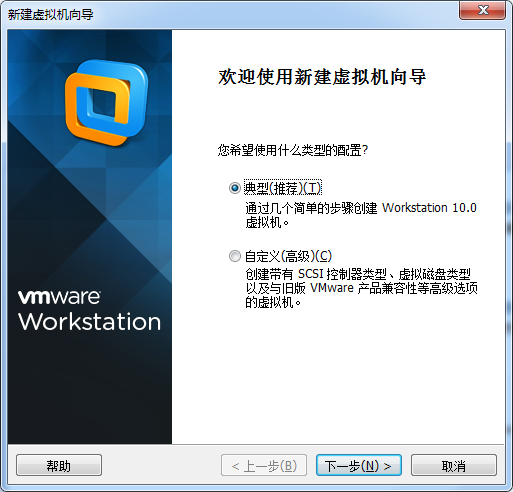 新建虚拟机向导
欢迎使用新建虚拟机向导
您希望使用什么类型的配置?
典型(推荐)(T)
通过几个简单的步骤创建 Workstation 10.0
虚拟机。
自定义(高级)(C)
创建带有 SCSI 控制器类型、虚拟磁盘类型
以及与旧版 VMware 产品兼容性等高级选项
的虚拟机。
vmware
Workstation
帮助
< 上一步(B)
下一步(N) >
取消